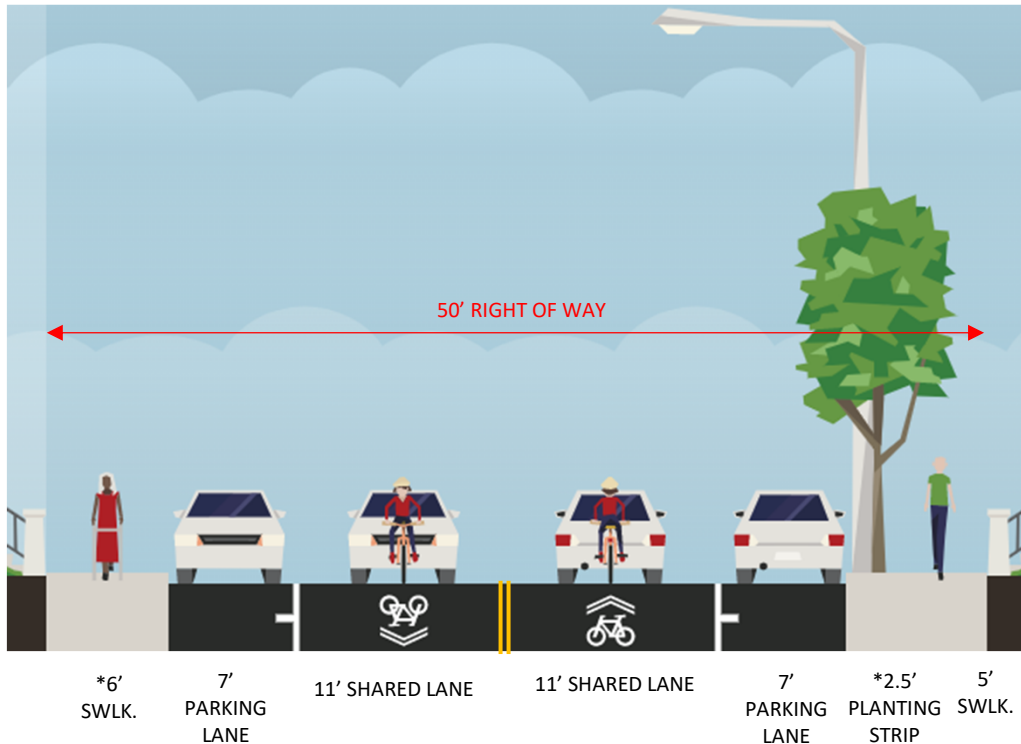 50’ RIGHT OF WAY
*6’
SWLK.
7’
PARKING
LANE
11’ SHARED LANE
11’ SHARED LANE
7’
PARKING
LANE
*2.5’
PLANTING
STRIP
5’
SWLK.